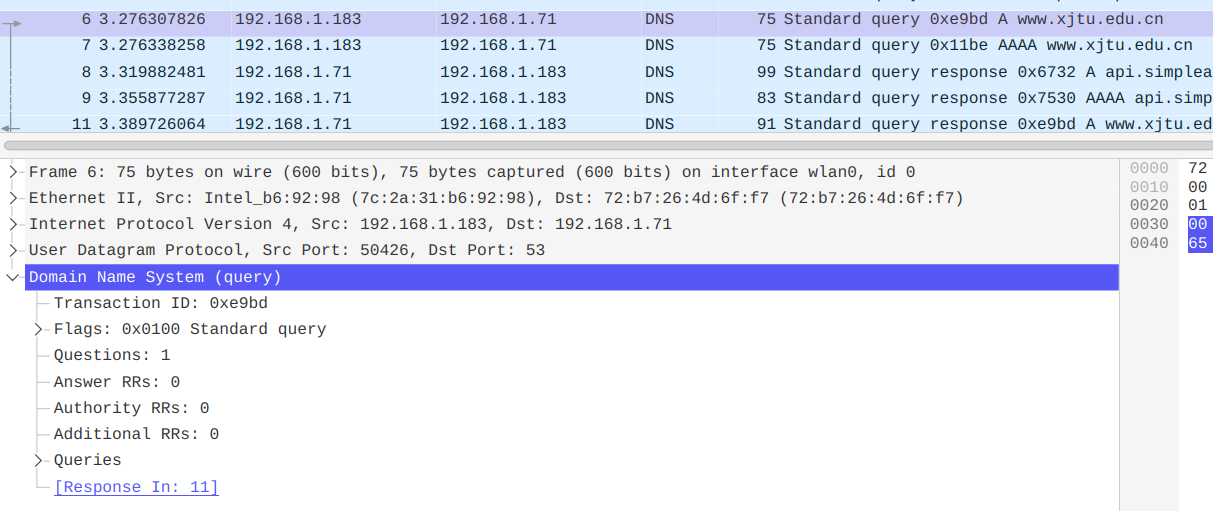 6 3.276307826 192.168.1.183 192.168.1.71 DNS 75 Standard query 0xe9bd A www.xjtu.edu.cn
7 3.276338258 192.168.1.183 192.168.1.71 DNS 75 Standard query 0x11be AAAA www.xjtu.edu.cn
8 3.319882481 192.168.1.71 192.168.1.183 DNS 99 Standard query response 0x6732 A api.simplea
9 3.355877287 192.168.1.71 192.168.1.183 DNS 83 Standard query response 0x7530 AAAA api.simp
11 3.389726064 192.168.1.71 192.168.1.183 DNS 91 Standard query response 0xe9bd A www.xjtu.ed
Frame 6: 75 bytes on wire (600 bits), 75 bytes captured (600 bits) on interface wlan0, id 0
Ethernet II, Src: Intel_b6:92:98 (7c:2a:31:b6:92:98), Dst: 72:b7:26:4d:6f:f7 (72:b7:26:4d:6f:f7)
Internet Protocol Version 4, Src: 192.168.1.183, Dst: 192.168.1.71
User Datagram Protocol, Src Port: 50426, Dst Port: 53
Domain Name System (query)
Transaction ID: 0xe9bd
Flags: 0x0100 Standard query
Questions: 1
Answer RRs: 0
Authority RRs: 0
Additional RRs: 0
Queries
[Response In: 11]
0000 72
0010 00
0020 01
0030 00
0040 65